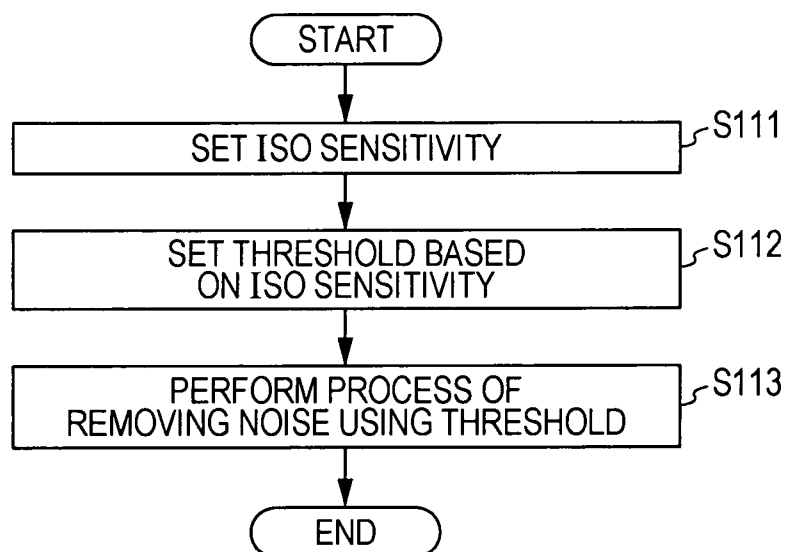 START
SET ISO SENSITIVITY
S111
SET THRESHOLD BASED
ON ISO SENSITIVITY
S112
PERFORM PROCESS OF
REMOVING NOISE USING THRESHOLD
S113
END